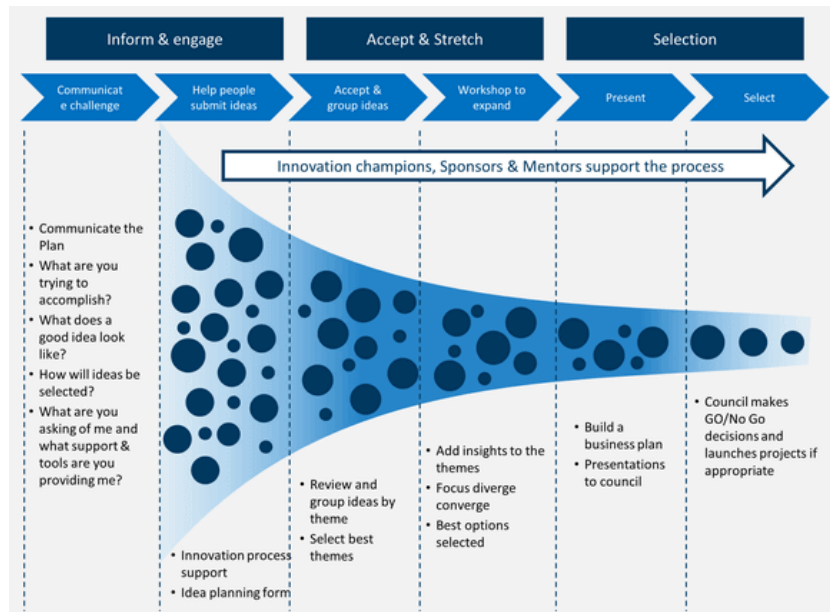 Inform & engage
Accept & Stretch
Selection
Communicat
e challenge
Help people
submit ideas
Accept &
group ideas
Workshop to
expand
Present
Select
Innovation champions, Sponsors & Mentors support the process
• Communicate the
Plan
• What are you
trying to
accomplish?
• What does a
good idea look
like?
• How will ideas be
selected?
• What are you
asking of me and
what support &
tools are you
providing me?
• Innovation process
support
• Idea planning form
• Review and
group ideas by
theme
• Select best
themes
• Add insights to the
themes
• Focus diverge
converge
• Best options
selected
• Build a
business plan
• Presentations
to council
• Council makes
GO/No Go
decisions and
launches projects if
appropriate